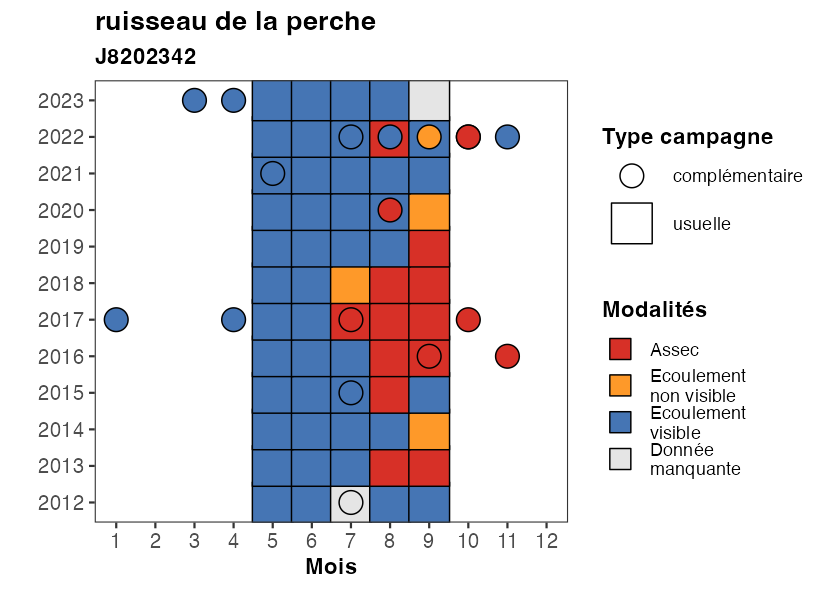 ruisseau de la perche
J8202342
2023
2022
2021
2020
2019
2018
2017
2016
2015
2014
2013
2012
1 2 3 4 5 6 7 8 9 10 11 12
Mois
Type campagne
complémentaire
usuelle
Modalités
Assec
Ecoulement
non visible
Ecoulement
visible
Donnée
manquante